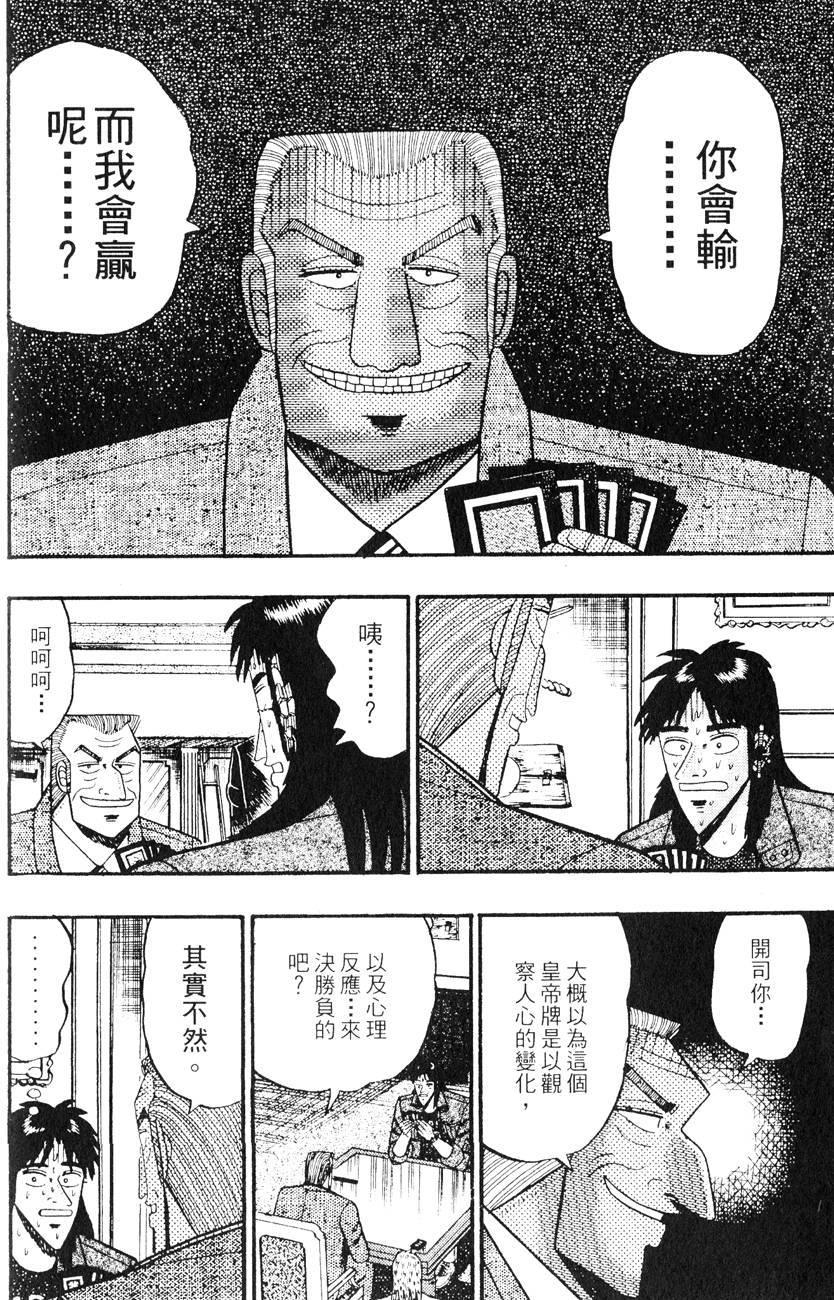 你會輸
…………
而我會贏
呢…………?
咦……?
呵呵呵…
開司你…
大概以為這個
皇帝牌是以觀
察人心的變化,
以及心理
反應…來
決勝負的
吧?
其實不然。
…………